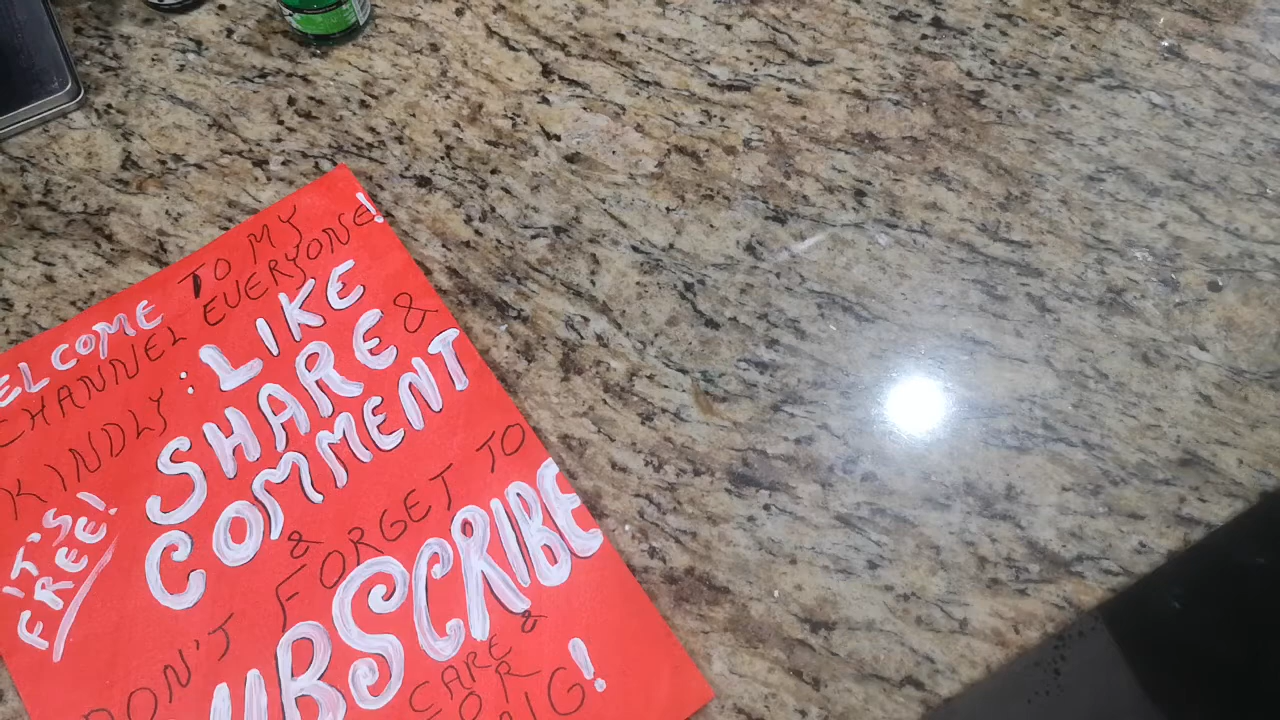 ELCOME TO MY
CHANNEL EVERYONE!
KINDLY: LIKE
SHARE &
COMMENT
IT'S
FREE!
& 
DON'T FORGET TO
UBSCRIBE
CARE &